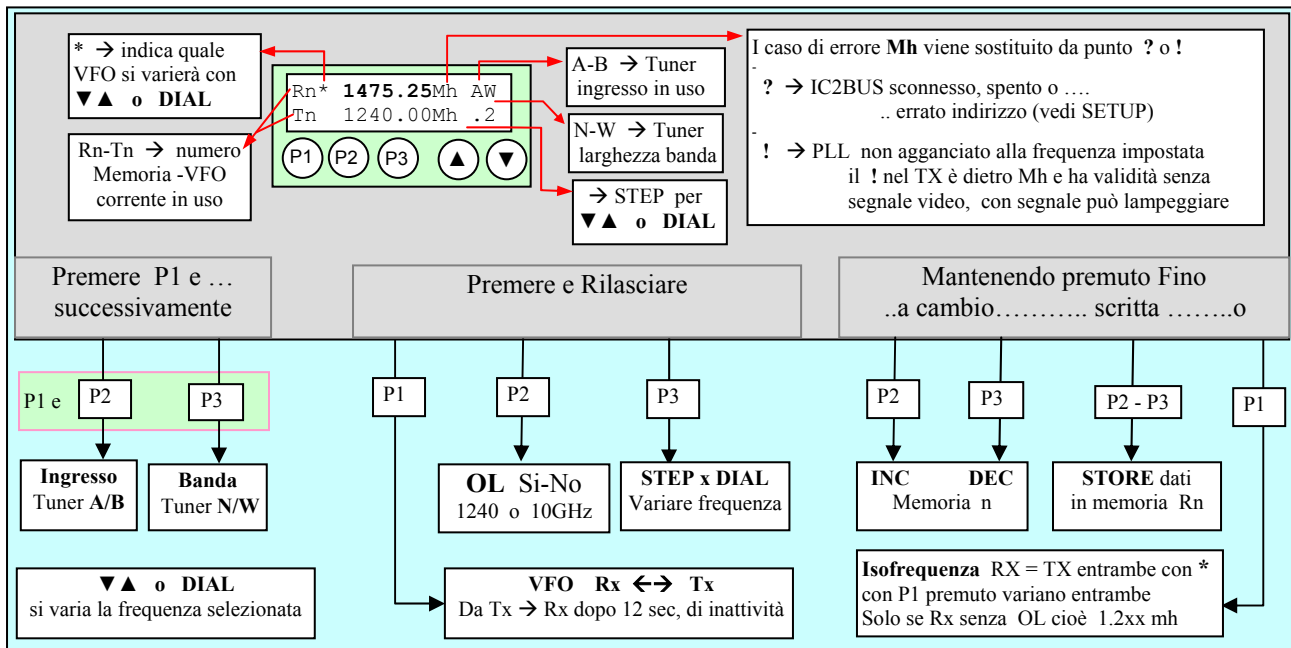 * → indica quale
VFO si varierà con
▼▲ o DIAL
Rn-Tn → numero
Memoria -VFO
corrente in uso
Rn* 1475.25Mh AW
Tn 1240.00Mh .2
P1 P2 P3 ▲ ▼
A-B → Tuner
ingresso in uso
N-W → Tuner
larghezza banda
→ STEP per
▼▲ o DIAL
I caso di errore Mh viene sostituito da punto ? o !
-
? → IC2BUS sconnesso, spento o ….
.. errato indirizzo (vedi SETUP)
-
! → PLL non agganciato alla frequenza impostata
il ! nel TX è dietro Mh e ha validità senza
segnale video, con segnale può lampeggiare
Premere P1 e …
successivamente
Premere e Rilasciare
Mantenendo premuto Fino
..a cambio……….. scritta ……..o
P1 e P2 P3
P1
P2
P3
P2
P3
P2 - P3
P1
Ingresso
Tuner A/B
Banda
Tuner N/W
OL Si-No
1240 o 10GHz
STEP x DIAL
Variare frequenza
INC DEC
Memoria n
STORE dati
in memoria Rn
▼▲ o DIAL
si varia la frequenza selezionata
VFO Rx ←→ Tx
Da Tx → Rx dopo 12 sec, di inattività
Isofrequenza RX = TX entrambe con *
con P1 premuto variano entrambe
Solo se Rx senza OL cioè 1.2xx mh